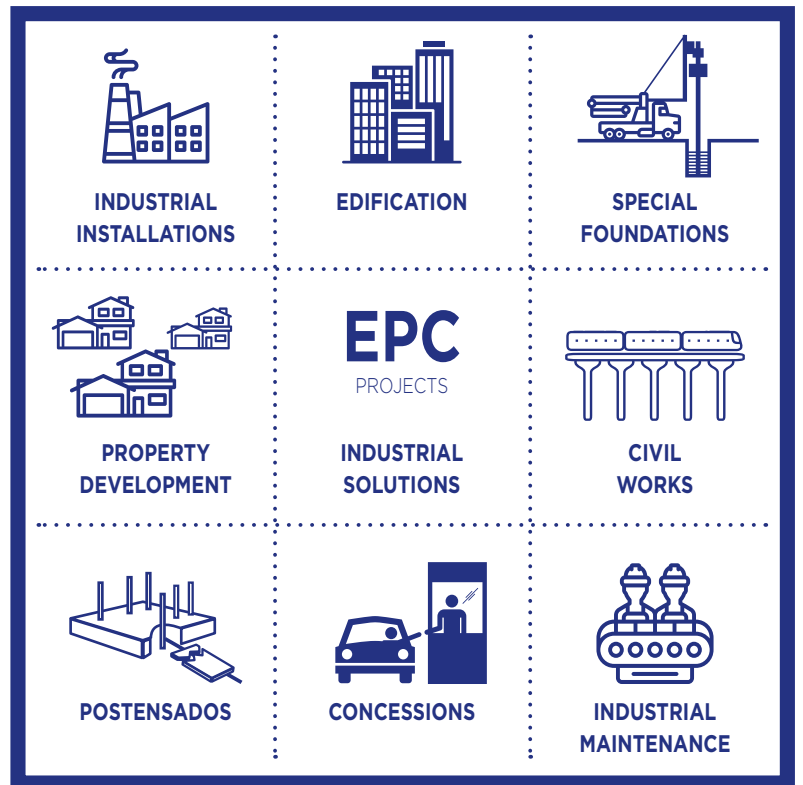 INDUSTRIAL
INSTALLATIONS
EDIFICATION
SPECIAL
FOUNDATIONS
PROPERTY
DEVELOPMENT
EPC
PROJECTS
INDUSTRIAL
SOLUTIONS
CIVIL
WORKS
POSTENSADOS
CONCESSIONS
INDUSTRIAL
MAINTENANCE